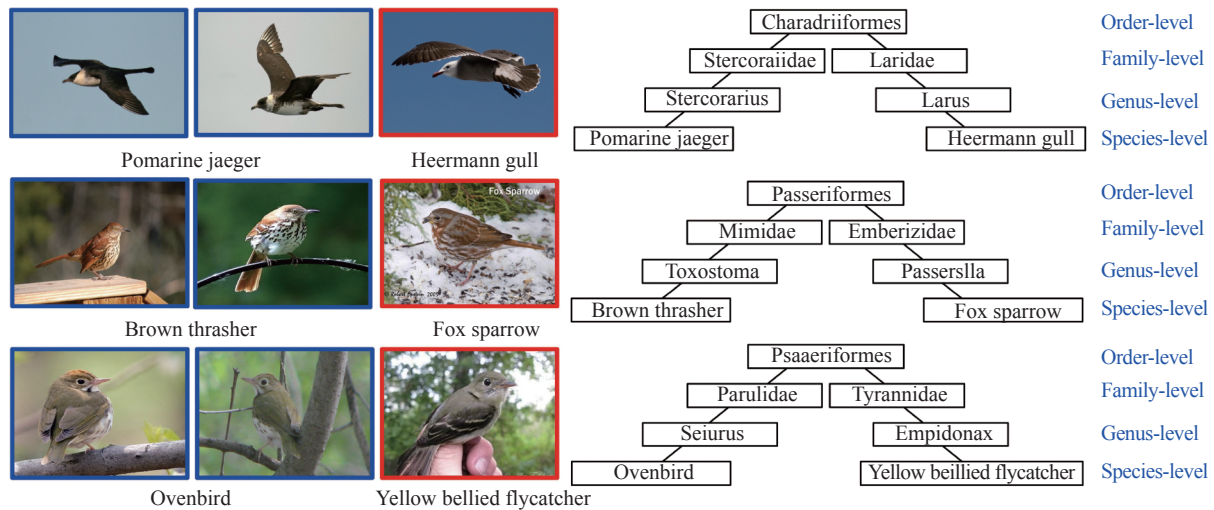 Charadriiformes Order-level
Stercoraiidae Laridae Family-level
Stercorarius Larus Genus-level
Pomarine jaeger Heermann gull Species-level
Pomarine jaeger Heermann gull
Fox Sparrow
Passeriformes Order-level
Mimidae Emberizidae Family-level
Toxostoma Passerslla Genus-level
Brown thrasher Fox sparrow Species-level
Brown thrasher Fox sparrow
Psaaeriformes Order-level
Parulidae Tyrannidae Family-level
Seiurus Empidonax Genus-level
Ovenbird Yellow beillied flycatcher Species-level
Ovenbird Yellow bellied flycatcher